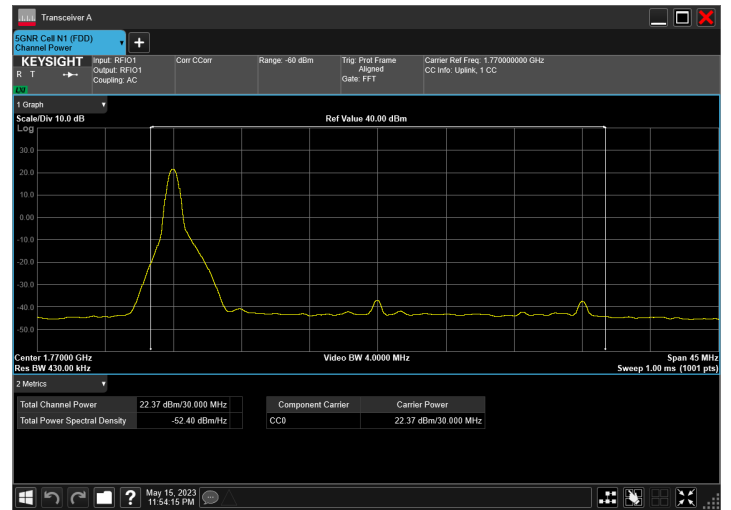 Transceiver A
5GNR Cell N1 (FDD)
Channel Power
+
KEYSIGHT
R T
LXI
Input: RFIO1
Output: RFIO1
Coupling: AC
Corr CCorr
Range: -60 dBm
Trig: Prot Frame
Aligned
Gate: FFT
Carrier Ref Freq: 1.770000000 GHz
CC Info: Uplink, 1 CC
1 Graph
Scale/Div 10.0 dB
Ref Value 40.00 dBm
Log
30.0
20.0
10.0
0.00
-10.0
-20.0
-30.0
-40.0
-50.0
Center 1.77000 GHz
Video BW 4.0000 MHz
Span 45 MHz
Res BW 430.00 kHz
Sweep 1.00 ms (1001 pts)
2 Metrics
Total Channel Power 22.37 dBm/30.000 MHz
Total Power Spectral Density -52.40 dBm/Hz
Component Carrier Carrier Power
CC0 22.37 dBm/30.000 MHz
?
May 15, 2023
11:54:15 PM